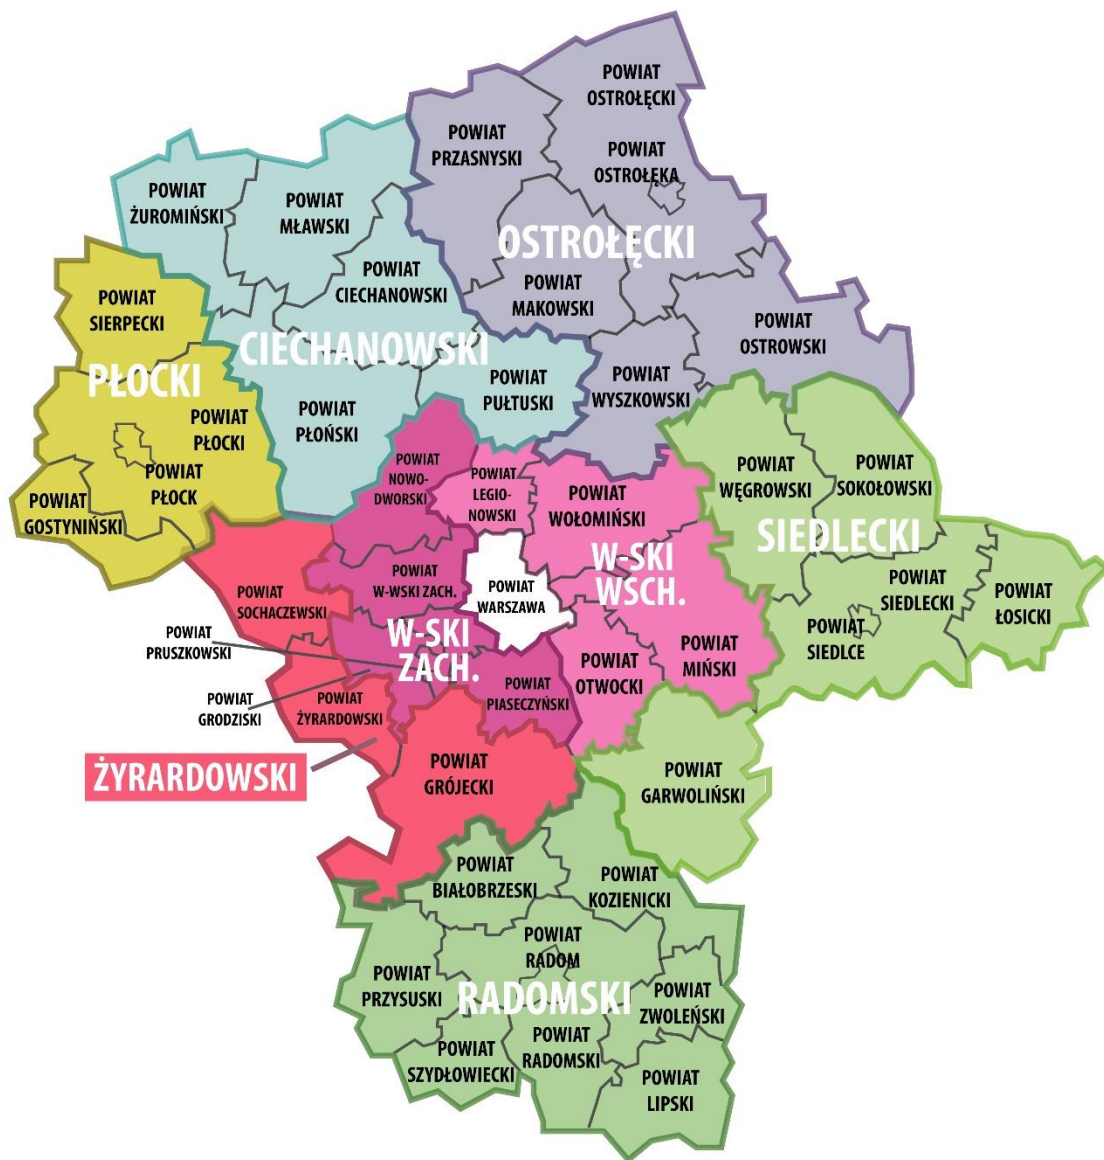 POWIAT
OSTROŁĘCKI
POWIAT
PRZASNYSKI
POWIAT
OSTROŁĘKA
POWIAT
ŻUROMIŃSKI
POWIAT
MŁAWSKI
OSTROŁĘCKI
POWIAT
CIECHANOWSKI
POWIAT
MAKOWSKI
POWIAT
SIERPECKI
POWIAT
OSTROWSKI
CIECHANOWSKI
PŁOCKI
POWIAT
PUŁTUSKI
POWIAT
WYSZKOWSKI
POWIAT
PŁOCKI
POWIAT
PŁOŃSKI
POWIAT
PŁOCK
POWIAT
GOSTYNIŃSKI
POWIAT
NOWO-
DWORSKI
POWIAT
LEGIO-
NOWSKI
POWIAT
WOŁOMIŃSKI
POWIAT
WĘGROWSKI
POWIAT
SOKOŁOWSKI
SIEDLECKI
W-SKI
WSCH.
POWIAT
SOCHACZEWSKI
POWIAT
W-WSKI ZACH.
POWIAT
WARSZAWA
POWIAT
SIEDLECKI
POWIAT
ŁOSICKI
POWIAT
SIEDLCE
POWIAT
PRUSZKOWSKI
W-SKI
ZACH.
POWIAT
OTWOCKI
POWIAT
MIŃSKI
POWIAT
GRODZISKI
POWIAT
ŻYRARDOWSKI
POWIAT
PIASECZYŃSKI
ŻYRARDOWSKI
POWIAT
GRÓJECKI
POWIAT
GARWOLIŃSKI
POWIAT
BIAŁOBRZESKI
POWIAT
KOZIENICKI
POWIAT
RADOM
POWIAT
PRZYSUSKI
RADOMSKI
POWIAT
ZWOLEŃSKI
POWIAT
RADOMSKI
POWIAT
SZYDŁOWIECKI
POWIAT
LIPSKI